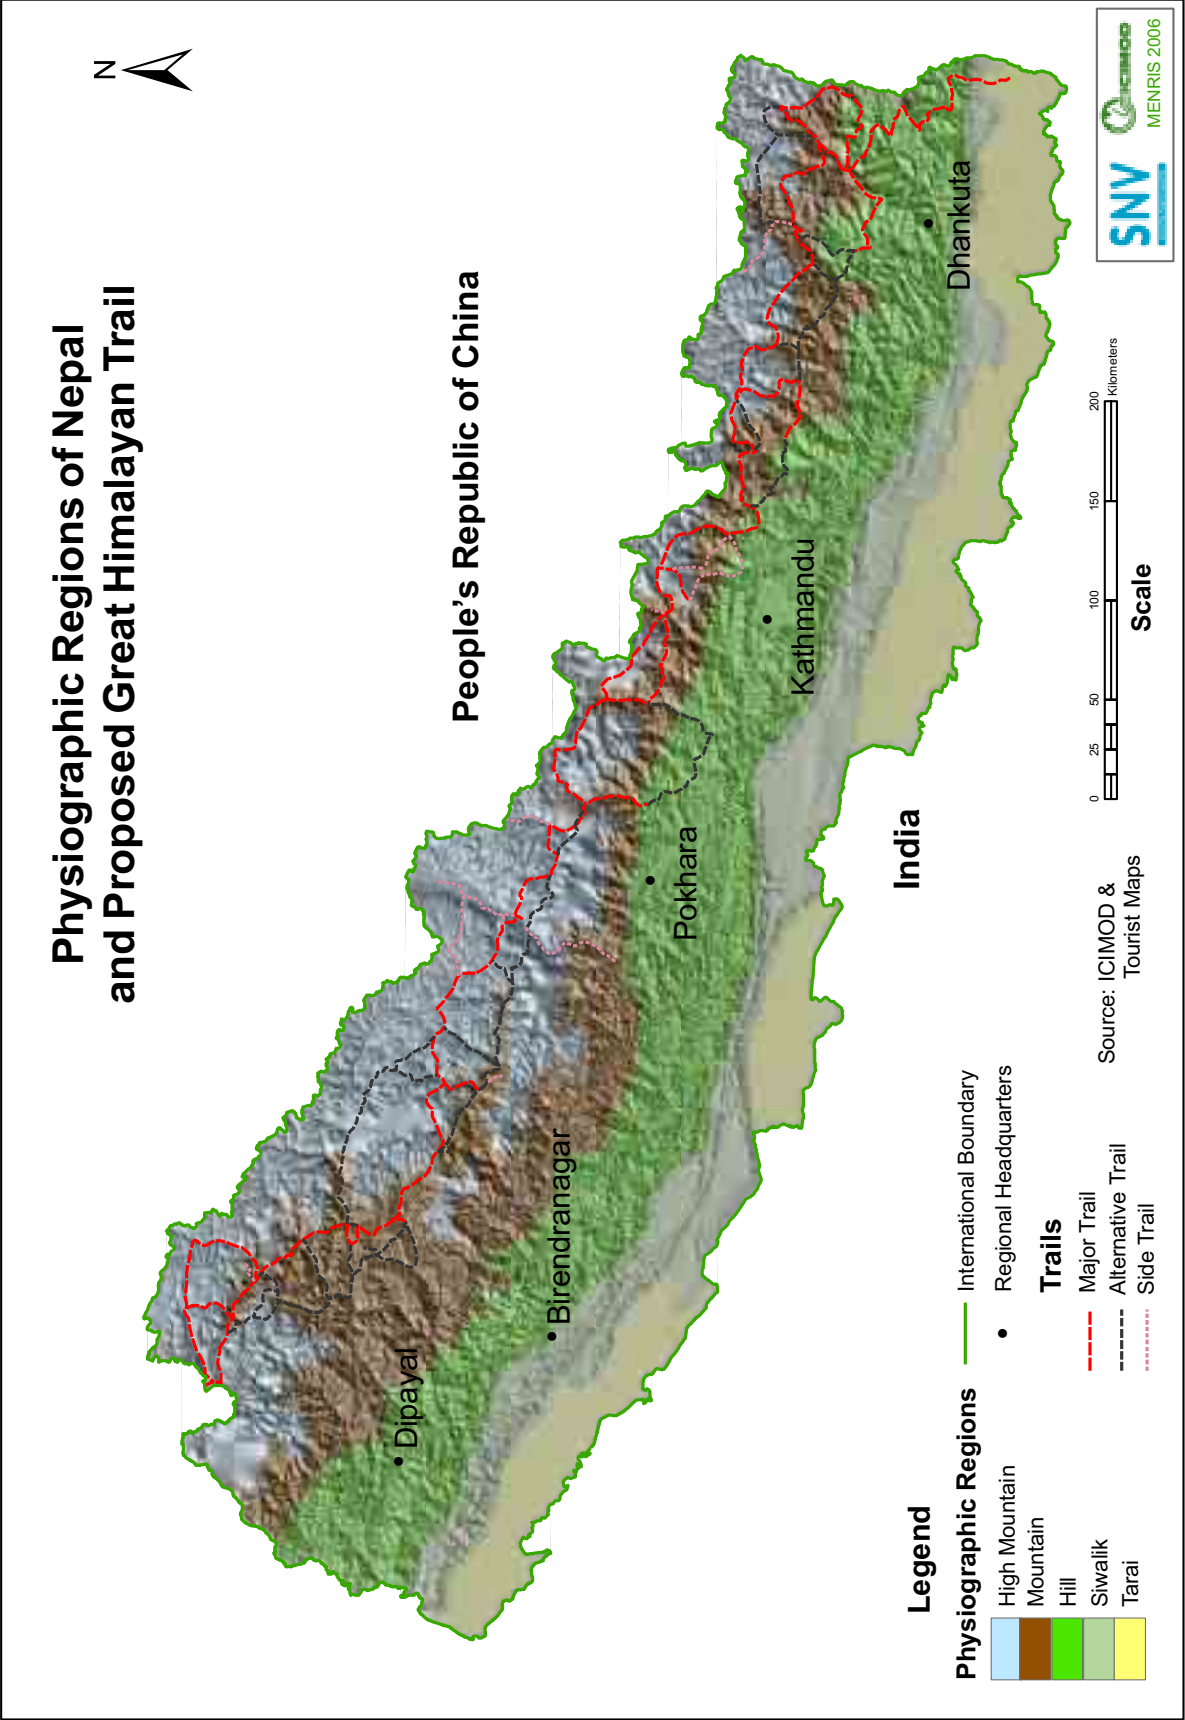 Physiographic Regions of Nepal
and Proposed Great Himalayan Trail
N
People's Republic of China
Dipayal
Birendranagar
Pokhara
Kathmandu
Dhankuta
India
Legend
Physiographic Regions
High Mountain
Mountain
Hill
Siwalik
Tarai
International Boundary
Regional Headquarters
Trails
Major Trail
Alternative Trail
Side Trail
Source: ICIMOD &
Tourist Maps
0 25 50 100 150 200
Kilometers
Scale
SNV
ICIMOD
MENRIS 2006